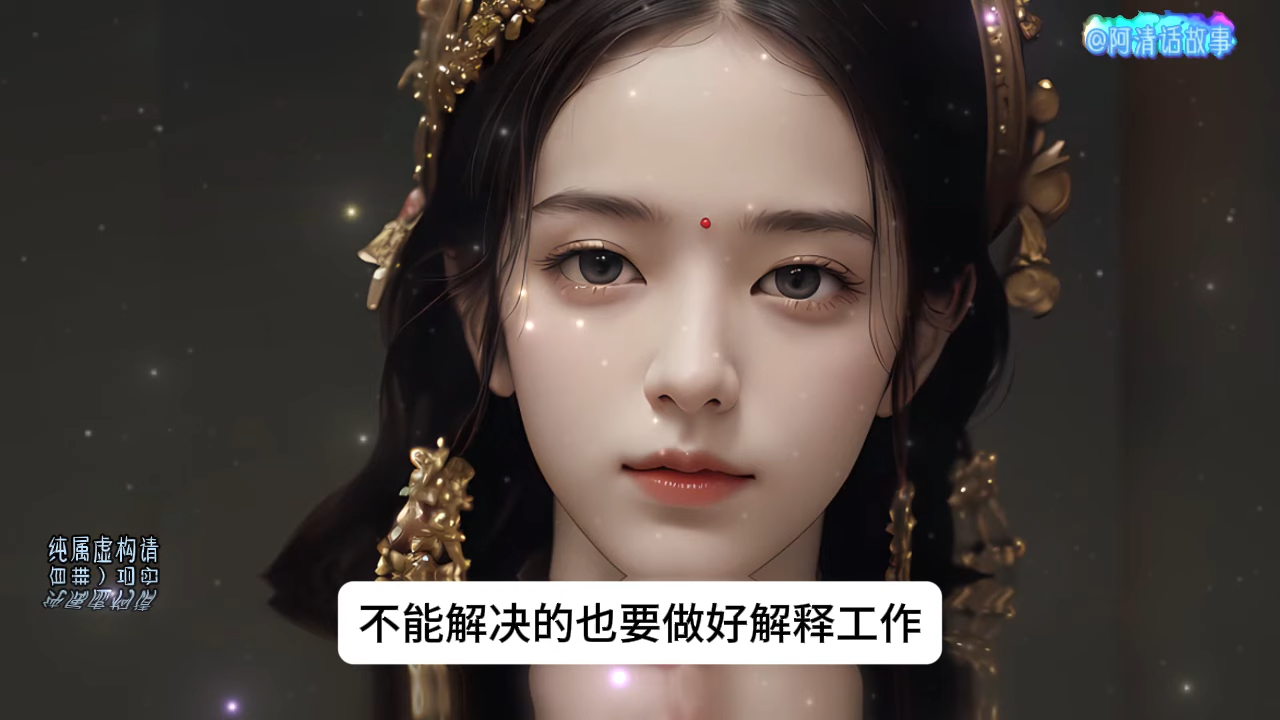 @阿清话故事
纯属虚构请
不能解决的也要做好解释工作